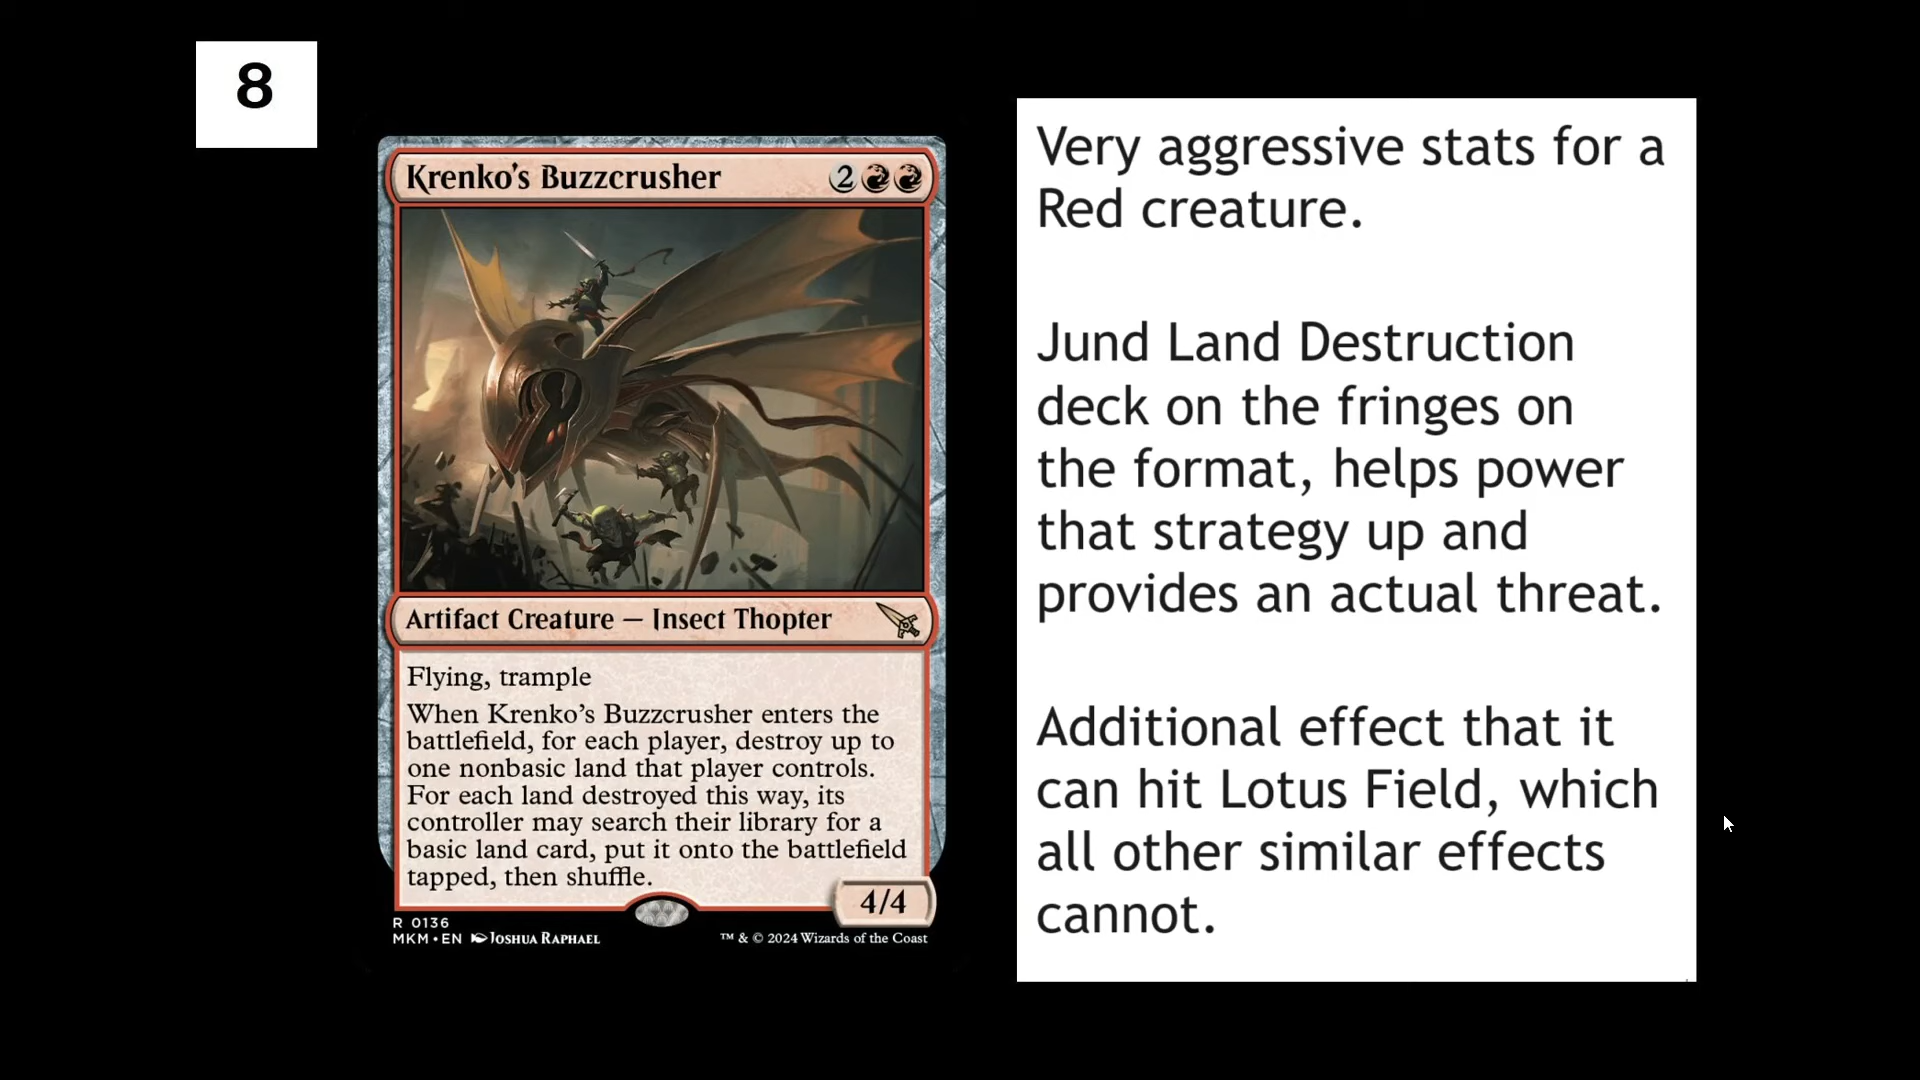 8
Krenko's Buzzcrusher 2
Artifact Creature — Insect Thopter
Flying, trample
When Krenko's Buzzcrusher enters the
battlefield, for each player, destroy up to
one nonbasic land that player controls.
For each land destroyed this way, its
controller may search their library for a
basic land card, put it onto the battlefield
tapped, then shuffle.
4/4
R 0136
MKM • EN JOSHUA RAPHAEL
™ & © 2024 Wizards of the Coast
Very aggressive stats for a
Red creature.
Jund Land Destruction
deck on the fringes on
the format, helps power
that strategy up and
provides an actual threat.
Additional effect that it
can hit Lotus Field, which
all other similar effects
cannot.